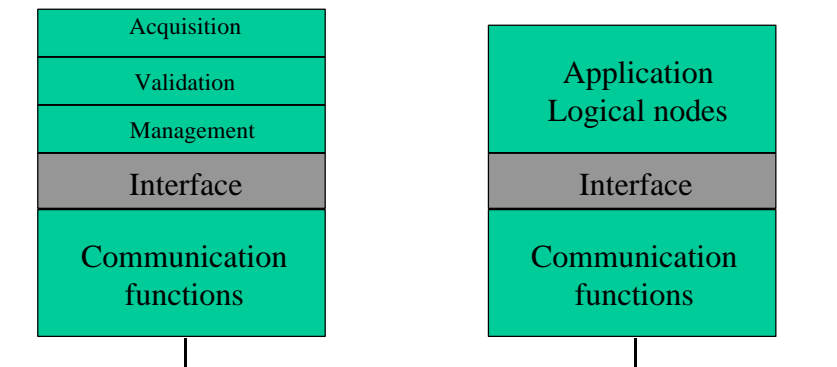 Acquisition
Validation
Management
Interface
Communication
functions
Application
Logical nodes
Interface
Communication
functions